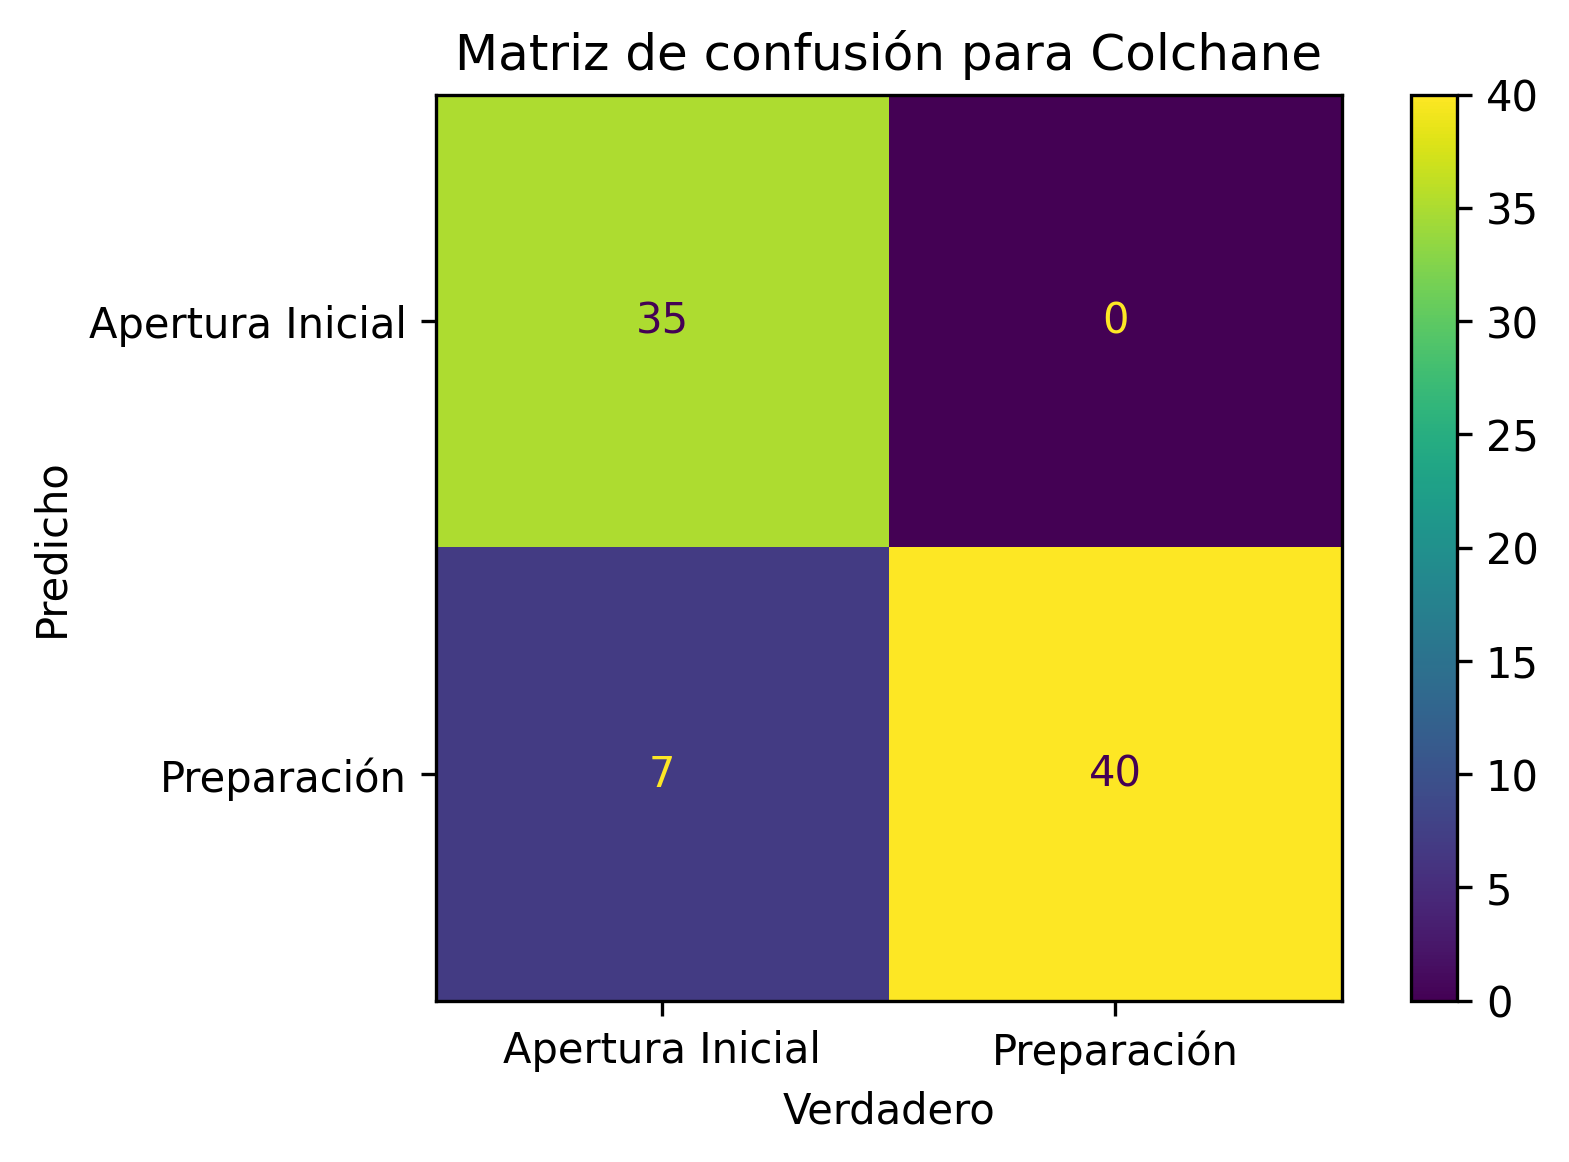 Matriz de confusión para Colchane
Predicho
Apertura Inicial
Preparación
35
0
7
40
Apertura Inicial
Preparación
Verdadero
40
35
30
25
20
15
10
5
0